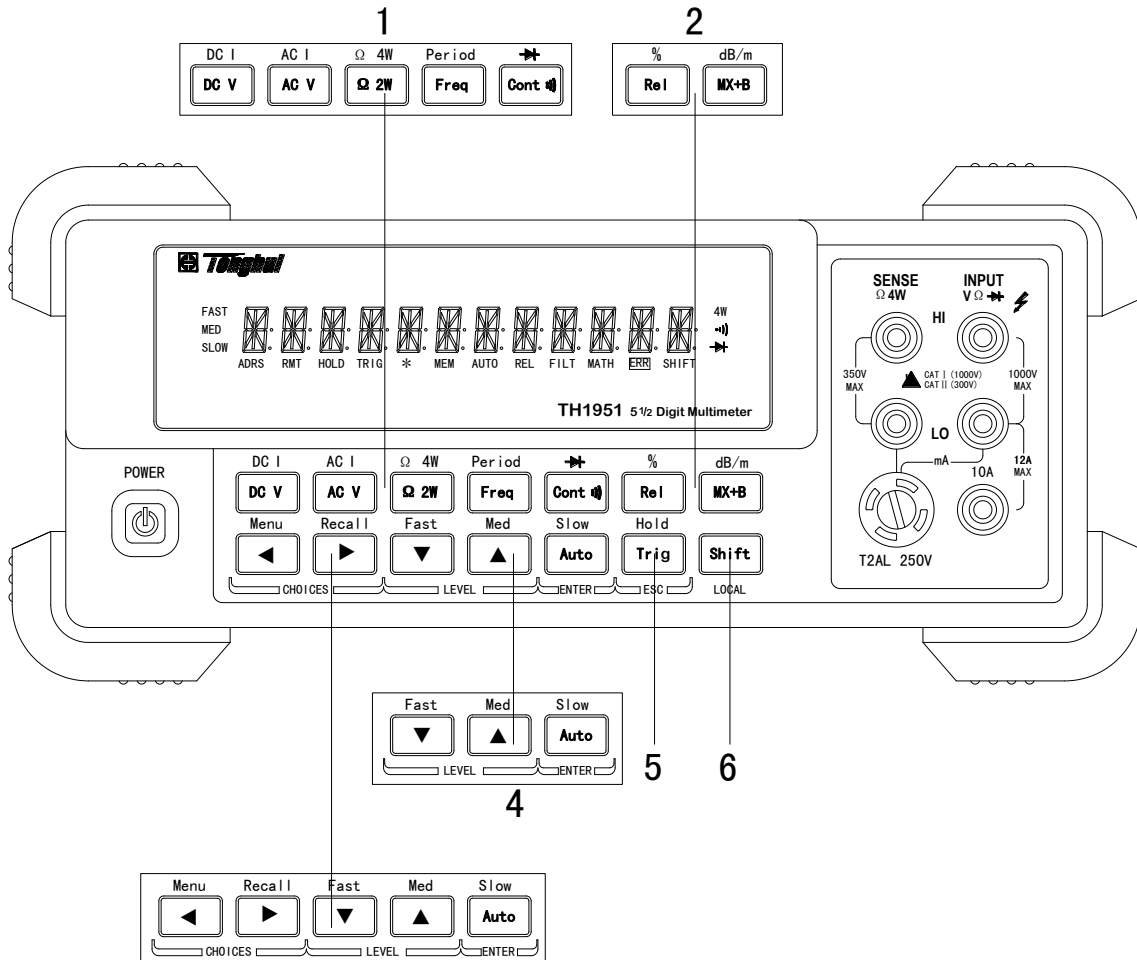 1
2
DC I AC I Ω 4W Period
DC V AC V Ω 2W Freq Cont
% dB/m
Rel MX+B
Tonghui
FAST
MED
SLOW
4W
ADRS RMT HOLD TRIG * MEM AUTO REL FILT MATH ERR SHIFT
TH1951 5 1/2 Digit Multimeter
SENSE INPUT
Ω 4W V Ω
HI
350V MAX
CAT I (1000V)
CAT II (300V)
1000V MAX
LO
mA
10A
12A MAX
T2AL 250V
POWER
DC I AC I Ω 4W Period % dB/m
DC V AC V Ω 2W Freq Cont Rel MX+B
Menu Recall Fast Med Slow Hold
◀ ▶ ▼ ▲ Auto Trig Shift
CHOICES LEVEL ENTER ESC LOCAL
Fast Med Slow
▼ ▲ Auto
LEVEL ENTER
4
5
6
Menu Recall Fast Med Slow
◀ ▶ ▼ ▲ Auto
CHOICES LEVEL ENTER